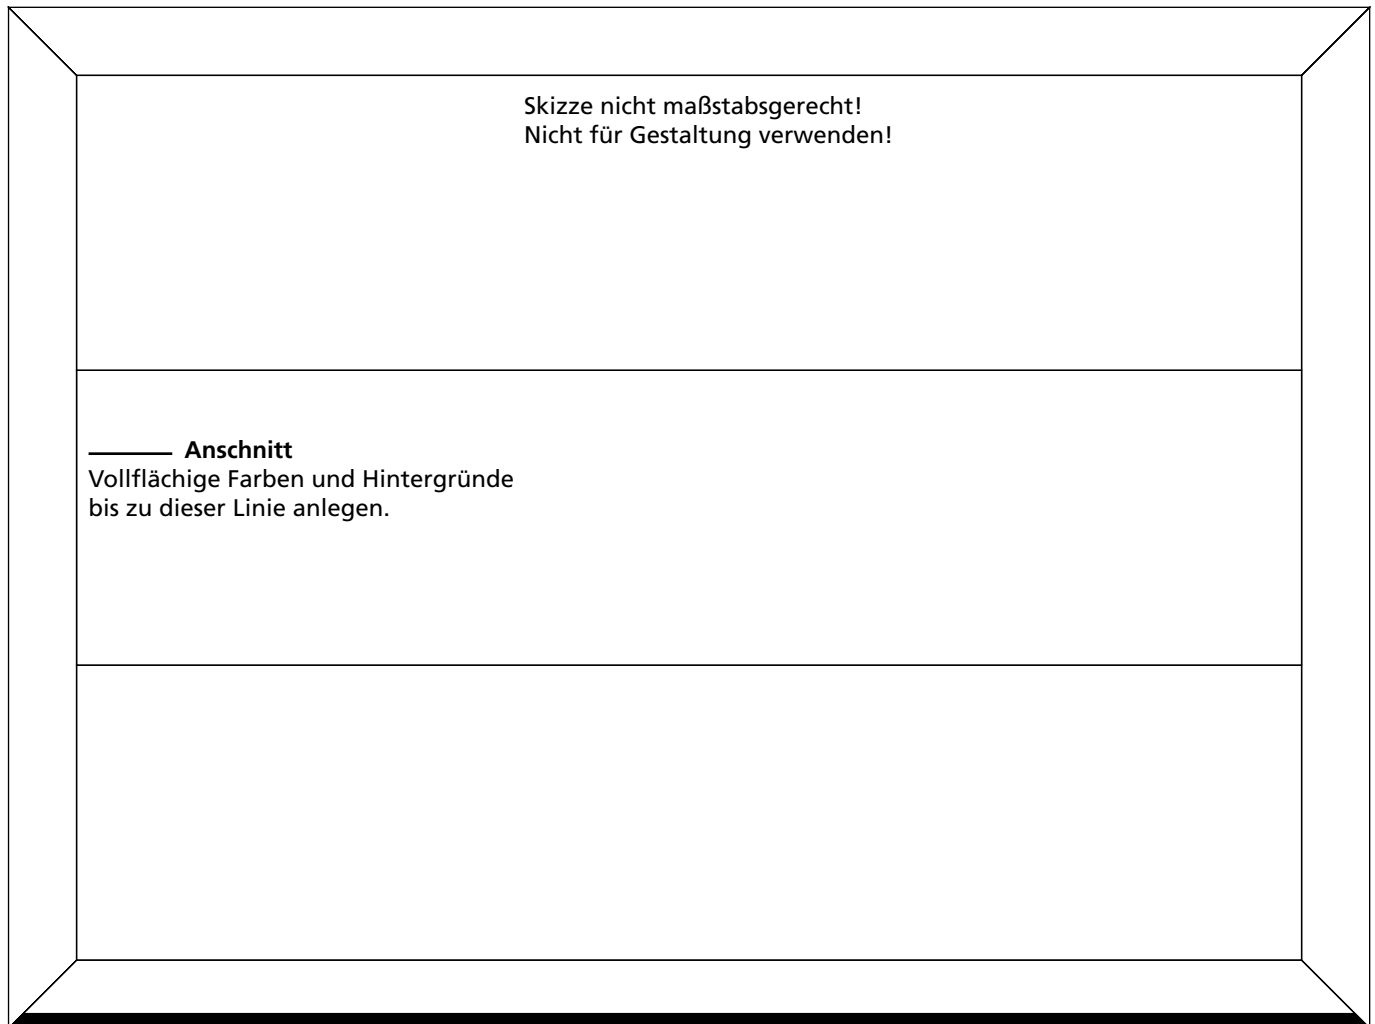 Skizze nicht maßstabsgerecht!
Nicht für Gestaltung verwenden!
Anschnitt
Vollflächige Farben und Hintergründe
bis zu dieser Linie anlegen.